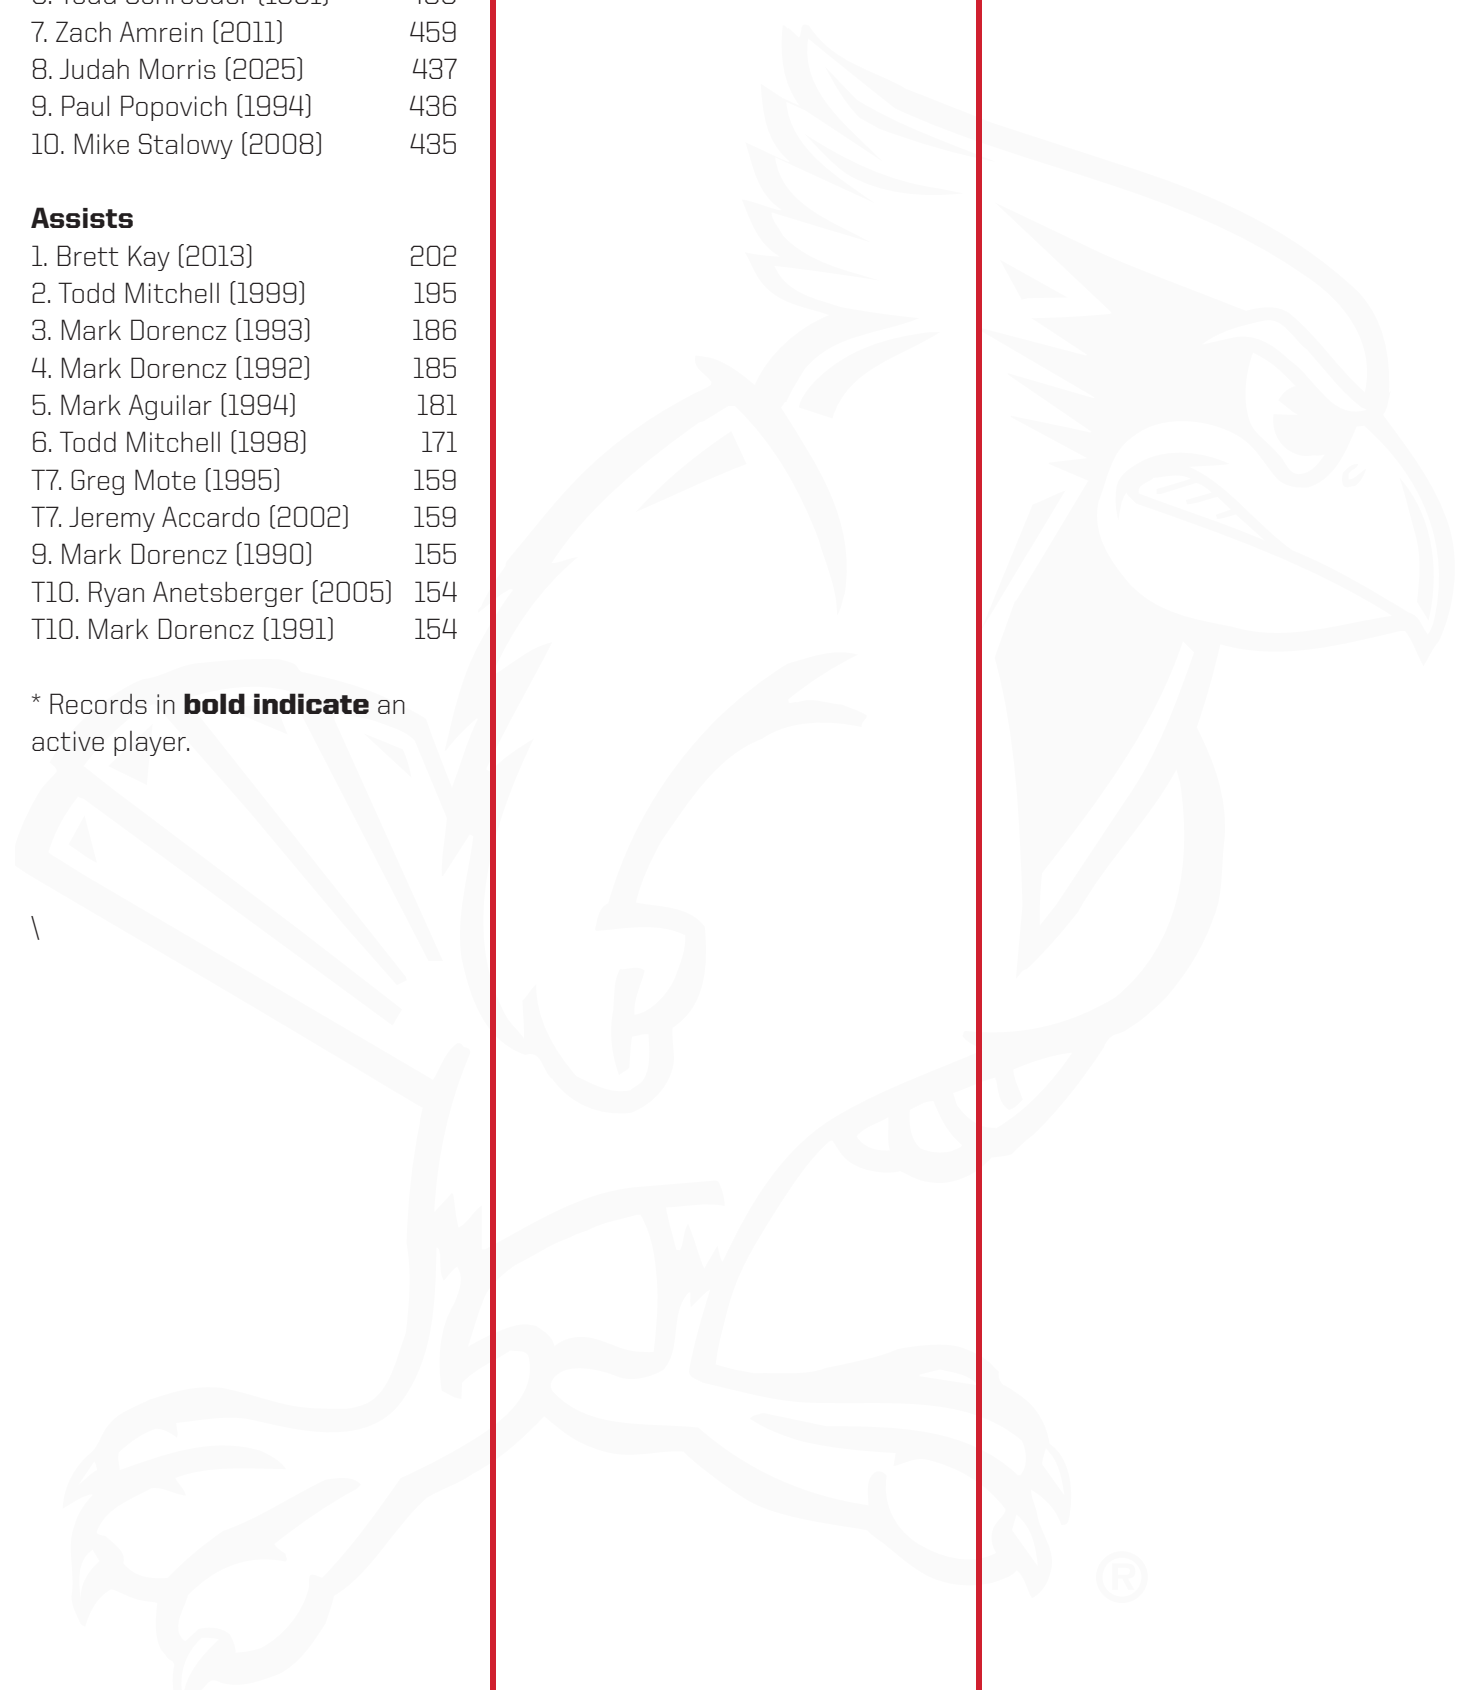 7. Zach Amrein (2011) 459
8. Judah Morris (2025) 437
9. Paul Popovich (1994) 436
10. Mike Stalowy (2008) 435
Assists
1. Brett Kay (2013) 202
2. Todd Mitchell (1999) 195
3. Mark Dorencz (1993) 186
4. Mark Dorencz (1992) 185
5. Mark Aguilar (1994) 181
6. Todd Mitchell (1998) 171
T7. Greg Mote (1995) 159
T7. Jeremy Accardo (2002) 159
9. Mark Dorencz (1990) 155
T10. Ryan Anetsberger (2005) 154
T10. Mark Dorencz (1991) 154
* Records in bold indicate an
active player.
\
®